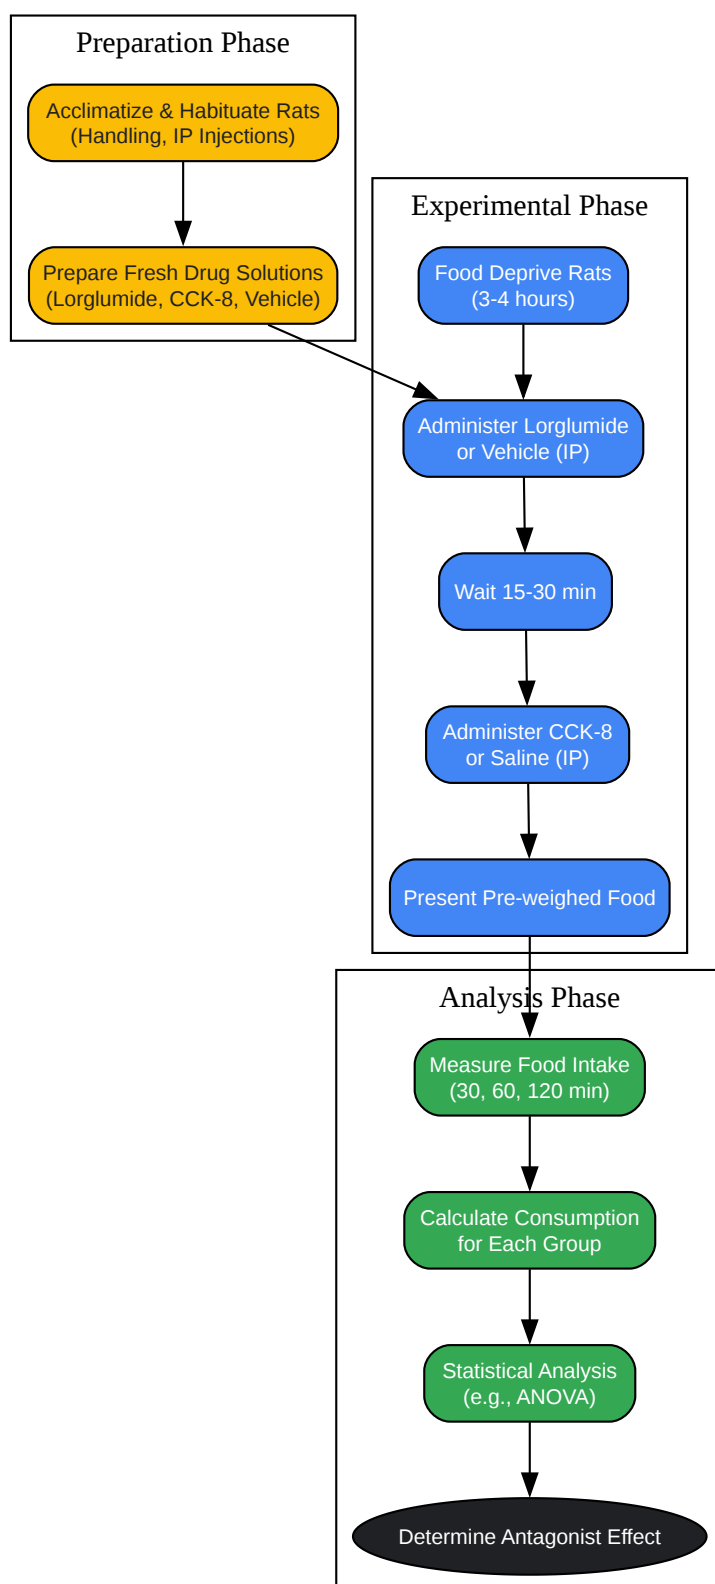 Preparation Phase
Acclimatize & Habituate Rats
(Handling, IP Injections)
Prepare Fresh Drug Solutions
(Lorglumide, CCK-8, Vehicle)
Experimental Phase
Food Deprive Rats
(3-4 hours)
Administer Lorglumide
or Vehicle (IP)
Wait 15-30 min
Administer CCK-8
or Saline (IP)
Present Pre-weighed Food
Analysis Phase
Measure Food Intake
(30, 60, 120 min)
Calculate Consumption
for Each Group
Statistical Analysis
(e.g., ANOVA)
Determine Antagonist Effect